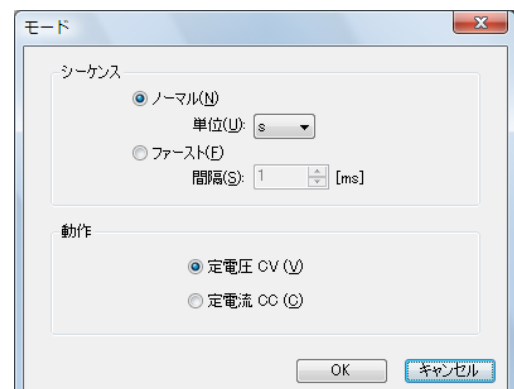 モード
シーケンス
ノーマル(N)
単位(U): s
ファースト(F)
間隔(S): 1 [ms]
動作
定電圧 CV (V)
定電流 CC (C)
OK キャンセル